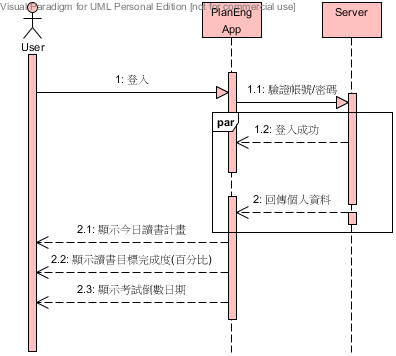 Visual Paradigm for UML Personal Edition [not for commercial use]
User
PlanEng
App
Server
1: 登入
1.1: 驗證帳號/密碼
par
1.2: 登入成功
2: 回傳個人資料
2.1: 顯示今日讀書計畫
2.2: 顯示讀書目標完成度(百分比)
2.3: 顯示考試倒數日期